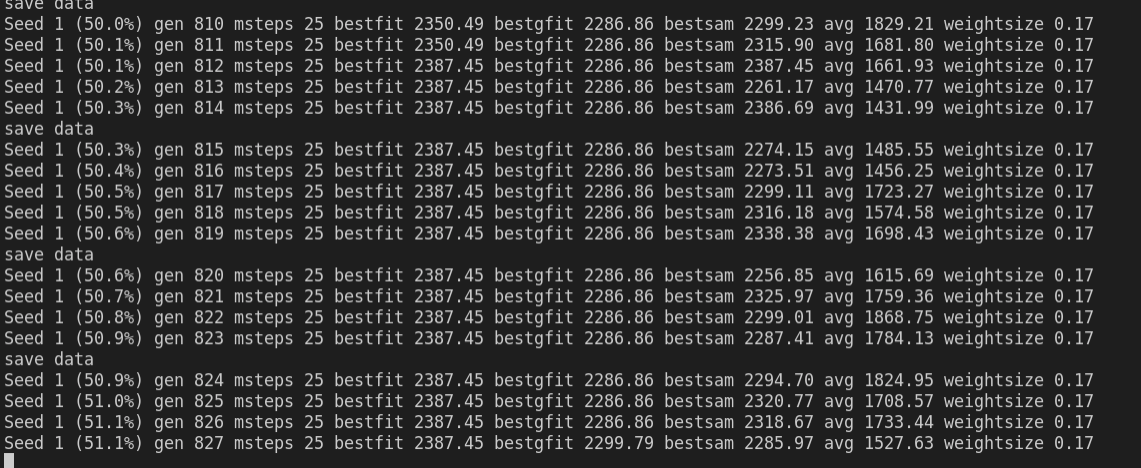 save data
Seed 1 (50.0%) gen 810 msteps 25 bestfit 2350.49 bestgfit 2286.86 bestsam 2299.23 avg 1829.21 weightsize 0.17
Seed 1 (50.1%) gen 811 msteps 25 bestfit 2350.49 bestgfit 2286.86 bestsam 2315.90 avg 1681.80 weightsize 0.17
Seed 1 (50.1%) gen 812 msteps 25 bestfit 2387.45 bestgfit 2286.86 bestsam 2387.45 avg 1661.93 weightsize 0.17
Seed 1 (50.2%) gen 813 msteps 25 bestfit 2387.45 bestgfit 2286.86 bestsam 2261.17 avg 1470.77 weightsize 0.17
Seed 1 (50.3%) gen 814 msteps 25 bestfit 2387.45 bestgfit 2286.86 bestsam 2386.69 avg 1431.99 weightsize 0.17
save data
Seed 1 (50.3%) gen 815 msteps 25 bestfit 2387.45 bestgfit 2286.86 bestsam 2274.15 avg 1485.55 weightsize 0.17
Seed 1 (50.4%) gen 816 msteps 25 bestfit 2387.45 bestgfit 2286.86 bestsam 2273.51 avg 1456.25 weightsize 0.17
Seed 1 (50.5%) gen 817 msteps 25 bestfit 2387.45 bestgfit 2286.86 bestsam 2299.11 avg 1723.27 weightsize 0.17
Seed 1 (50.5%) gen 818 msteps 25 bestfit 2387.45 bestgfit 2286.86 bestsam 2316.18 avg 1574.58 weightsize 0.17
Seed 1 (50.6%) gen 819 msteps 25 bestfit 2387.45 bestgfit 2286.86 bestsam 2338.38 avg 1698.43 weightsize 0.17
save data
Seed 1 (50.6%) gen 820 msteps 25 bestfit 2387.45 bestgfit 2286.86 bestsam 2256.85 avg 1615.69 weightsize 0.17
Seed 1 (50.7%) gen 821 msteps 25 bestfit 2387.45 bestgfit 2286.86 bestsam 2325.97 avg 1759.36 weightsize 0.17
Seed 1 (50.8%) gen 822 msteps 25 bestfit 2387.45 bestgfit 2286.86 bestsam 2299.01 avg 1868.75 weightsize 0.17
Seed 1 (50.9%) gen 823 msteps 25 bestfit 2387.45 bestgfit 2286.86 bestsam 2287.41 avg 1784.13 weightsize 0.17
save data
Seed 1 (50.9%) gen 824 msteps 25 bestfit 2387.45 bestgfit 2286.86 bestsam 2294.70 avg 1824.95 weightsize 0.17
Seed 1 (51.0%) gen 825 msteps 25 bestfit 2387.45 bestgfit 2286.86 bestsam 2320.77 avg 1708.57 weightsize 0.17
Seed 1 (51.1%) gen 826 msteps 25 bestfit 2387.45 bestgfit 2286.86 bestsam 2318.67 avg 1733.44 weightsize 0.17
Seed 1 (51.1%) gen 827 msteps 25 bestfit 2387.45 bestgfit 2299.79 bestsam 2285.97 avg 1527.63 weightsize 0.17